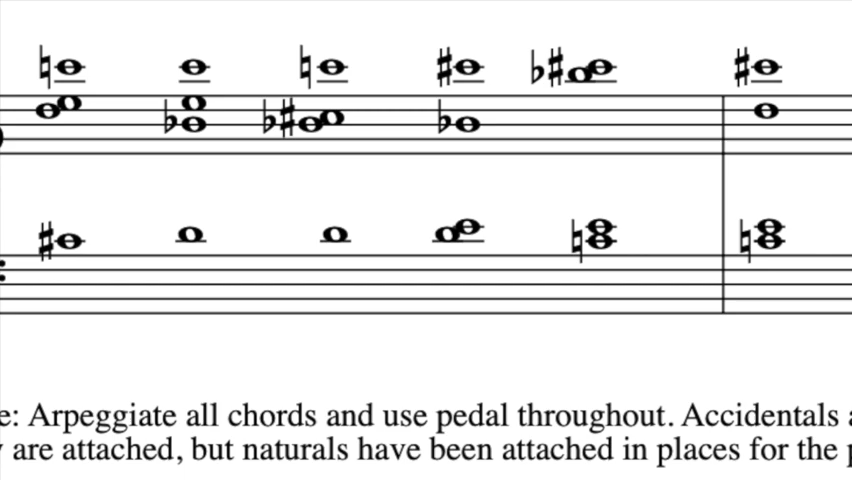 e: Arpeggiate all chords and use pedal throughout. Accidentals a
y are attached, but naturals have been attached in places for the p